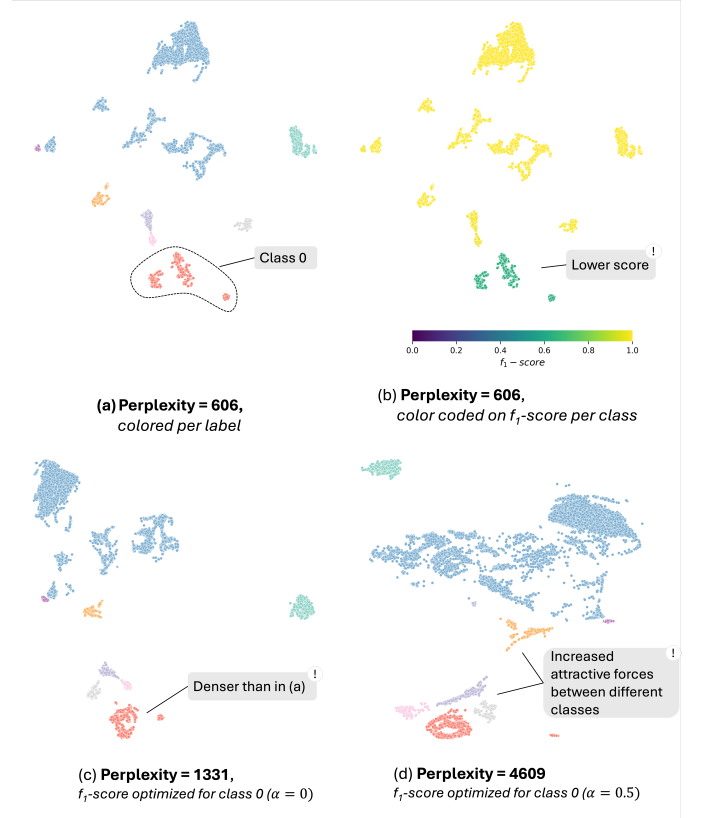 Class 0
!
Lower score
0.0 0.2 0.4 0.6 0.8 1.0
f₁ − score
(a) Perplexity = 606,
colored per label
(b) Perplexity = 606,
color coded on f₁-score per class
!
Denser than in (a)
!
Increased
attractive forces
between different
classes
(c) Perplexity = 1331,
f₁-score optimized for class 0 (α = 0)
(d) Perplexity = 4609
f₁-score optimized for class 0 (α = 0.5)